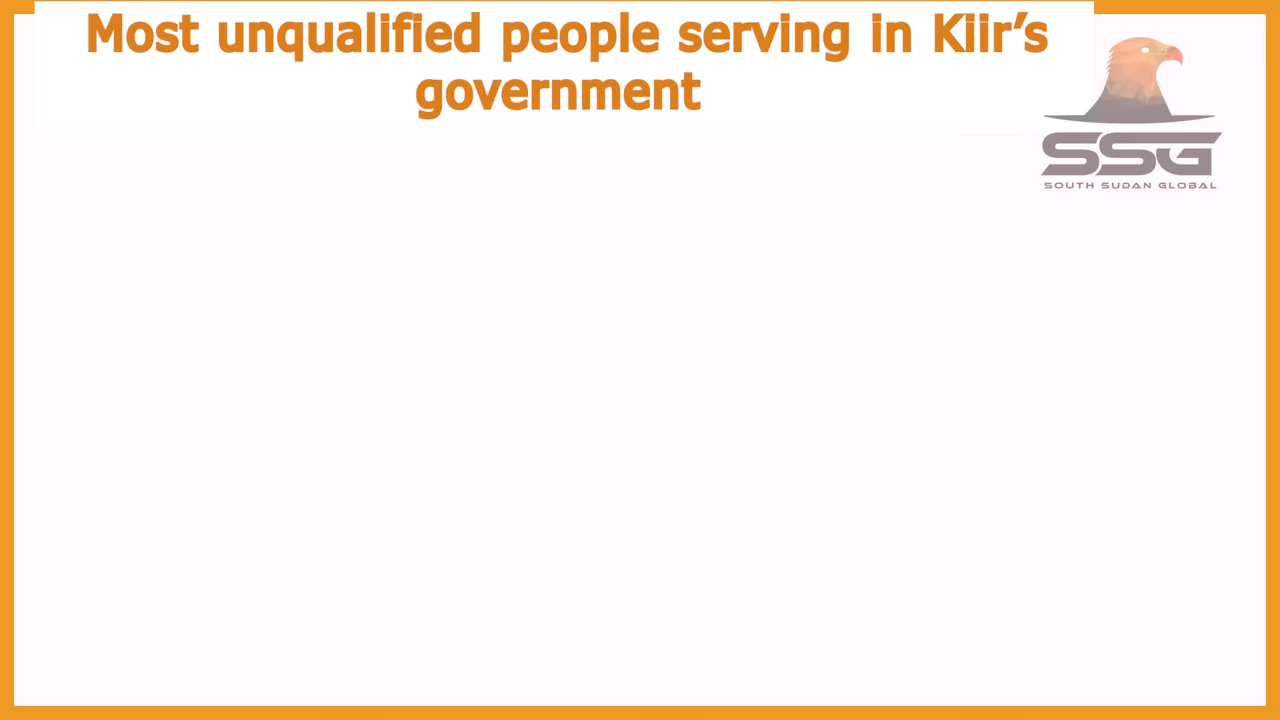 Most unqualified people serving in Kiir’s
government
SSG
SOUTH SUDAN GLOBAL